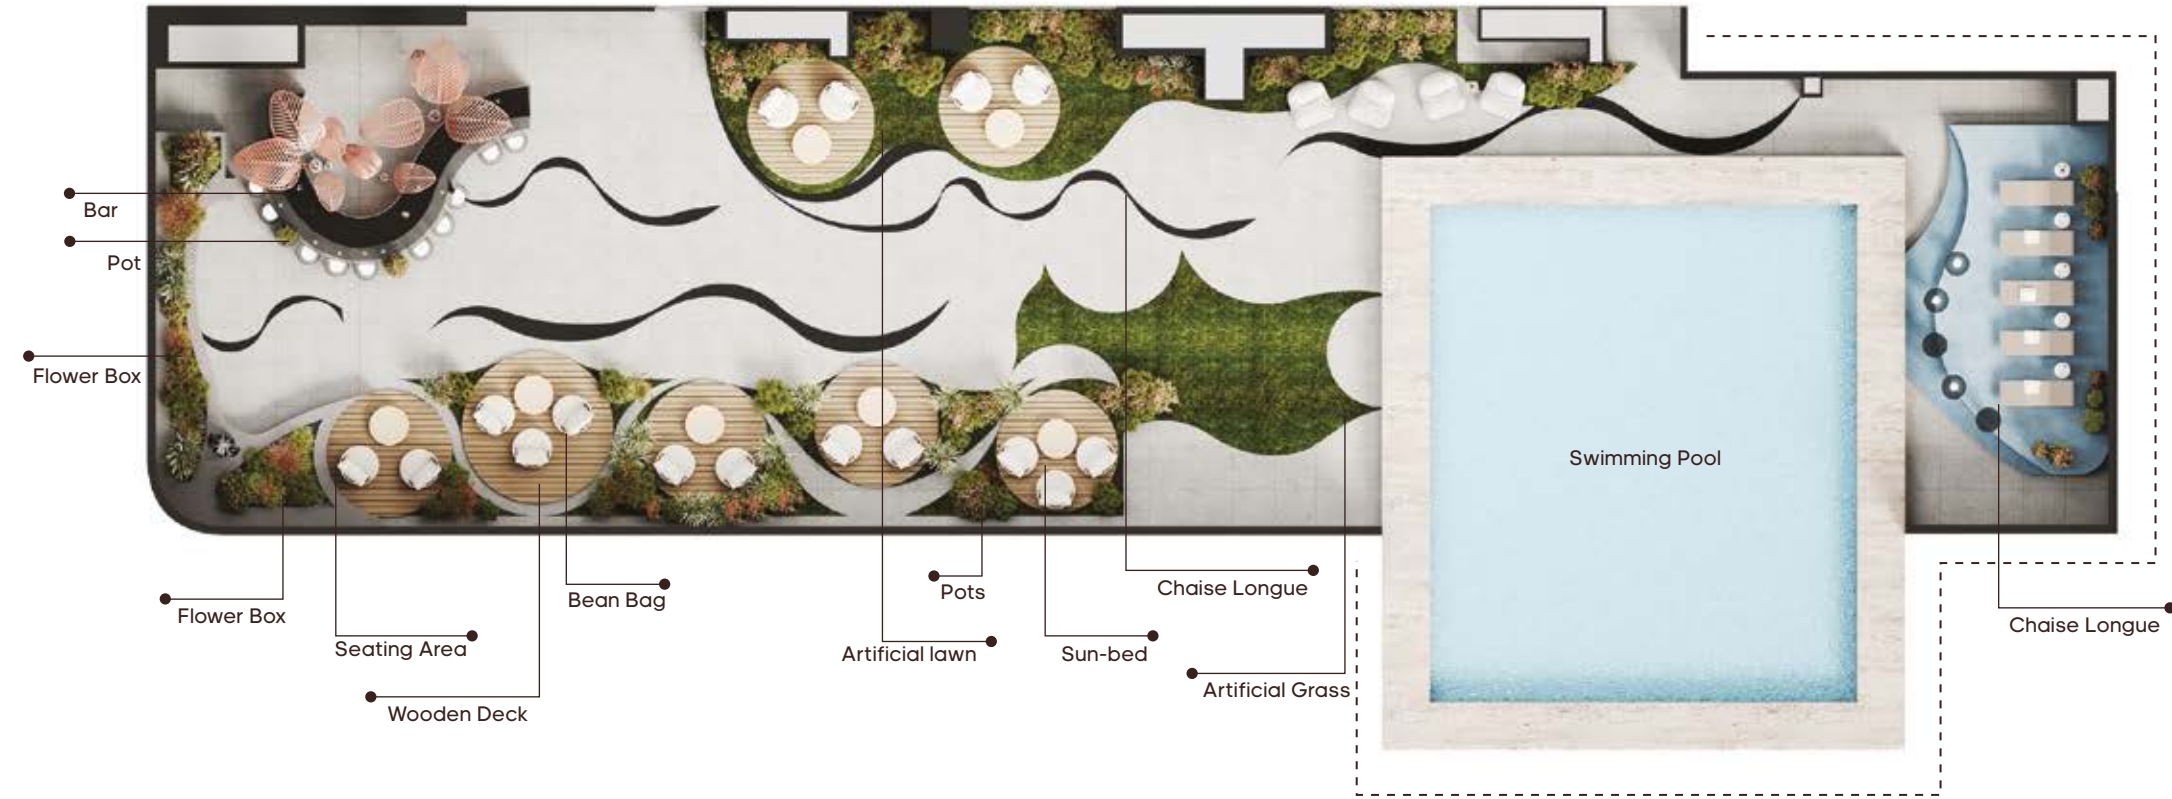 Bar
Pot
Flower Box
Swimming Pool
Flower Box
Seating Area
Wooden Deck
Bean Bag
Artificial lawn
Pots
Sun-bed
Chaise Longue
Artificial Grass
Chaise Longue